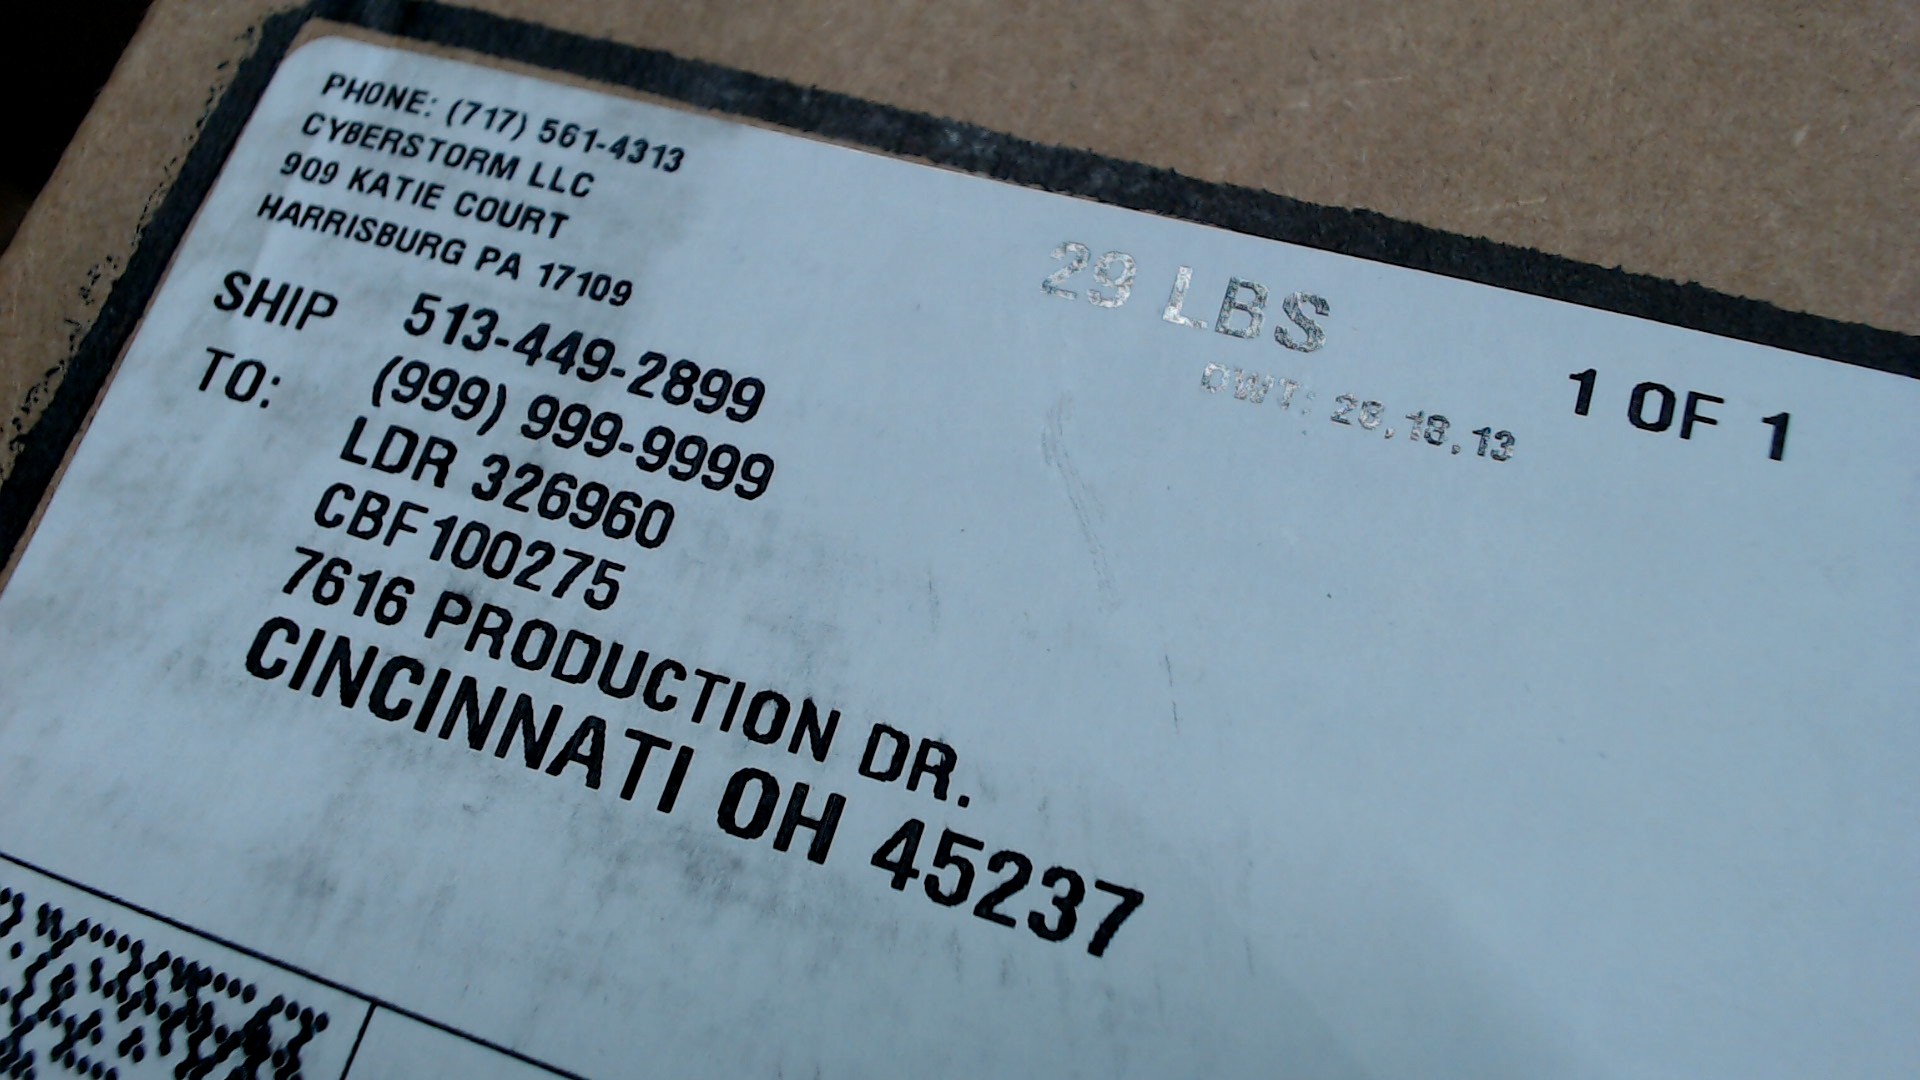 PHONE: (717) 561-4313
CYBERSTORM LLC
909 KATIE COURT
HARRISBURG PA 17109
29 LBS
1 OF 1
DWT: 28,18,13
SHIP TO:
513-449-2899
(999) 999-9999
LDR 326960
CBF100275
7616 PRODUCTION DR.
CINCINNATI OH 45237